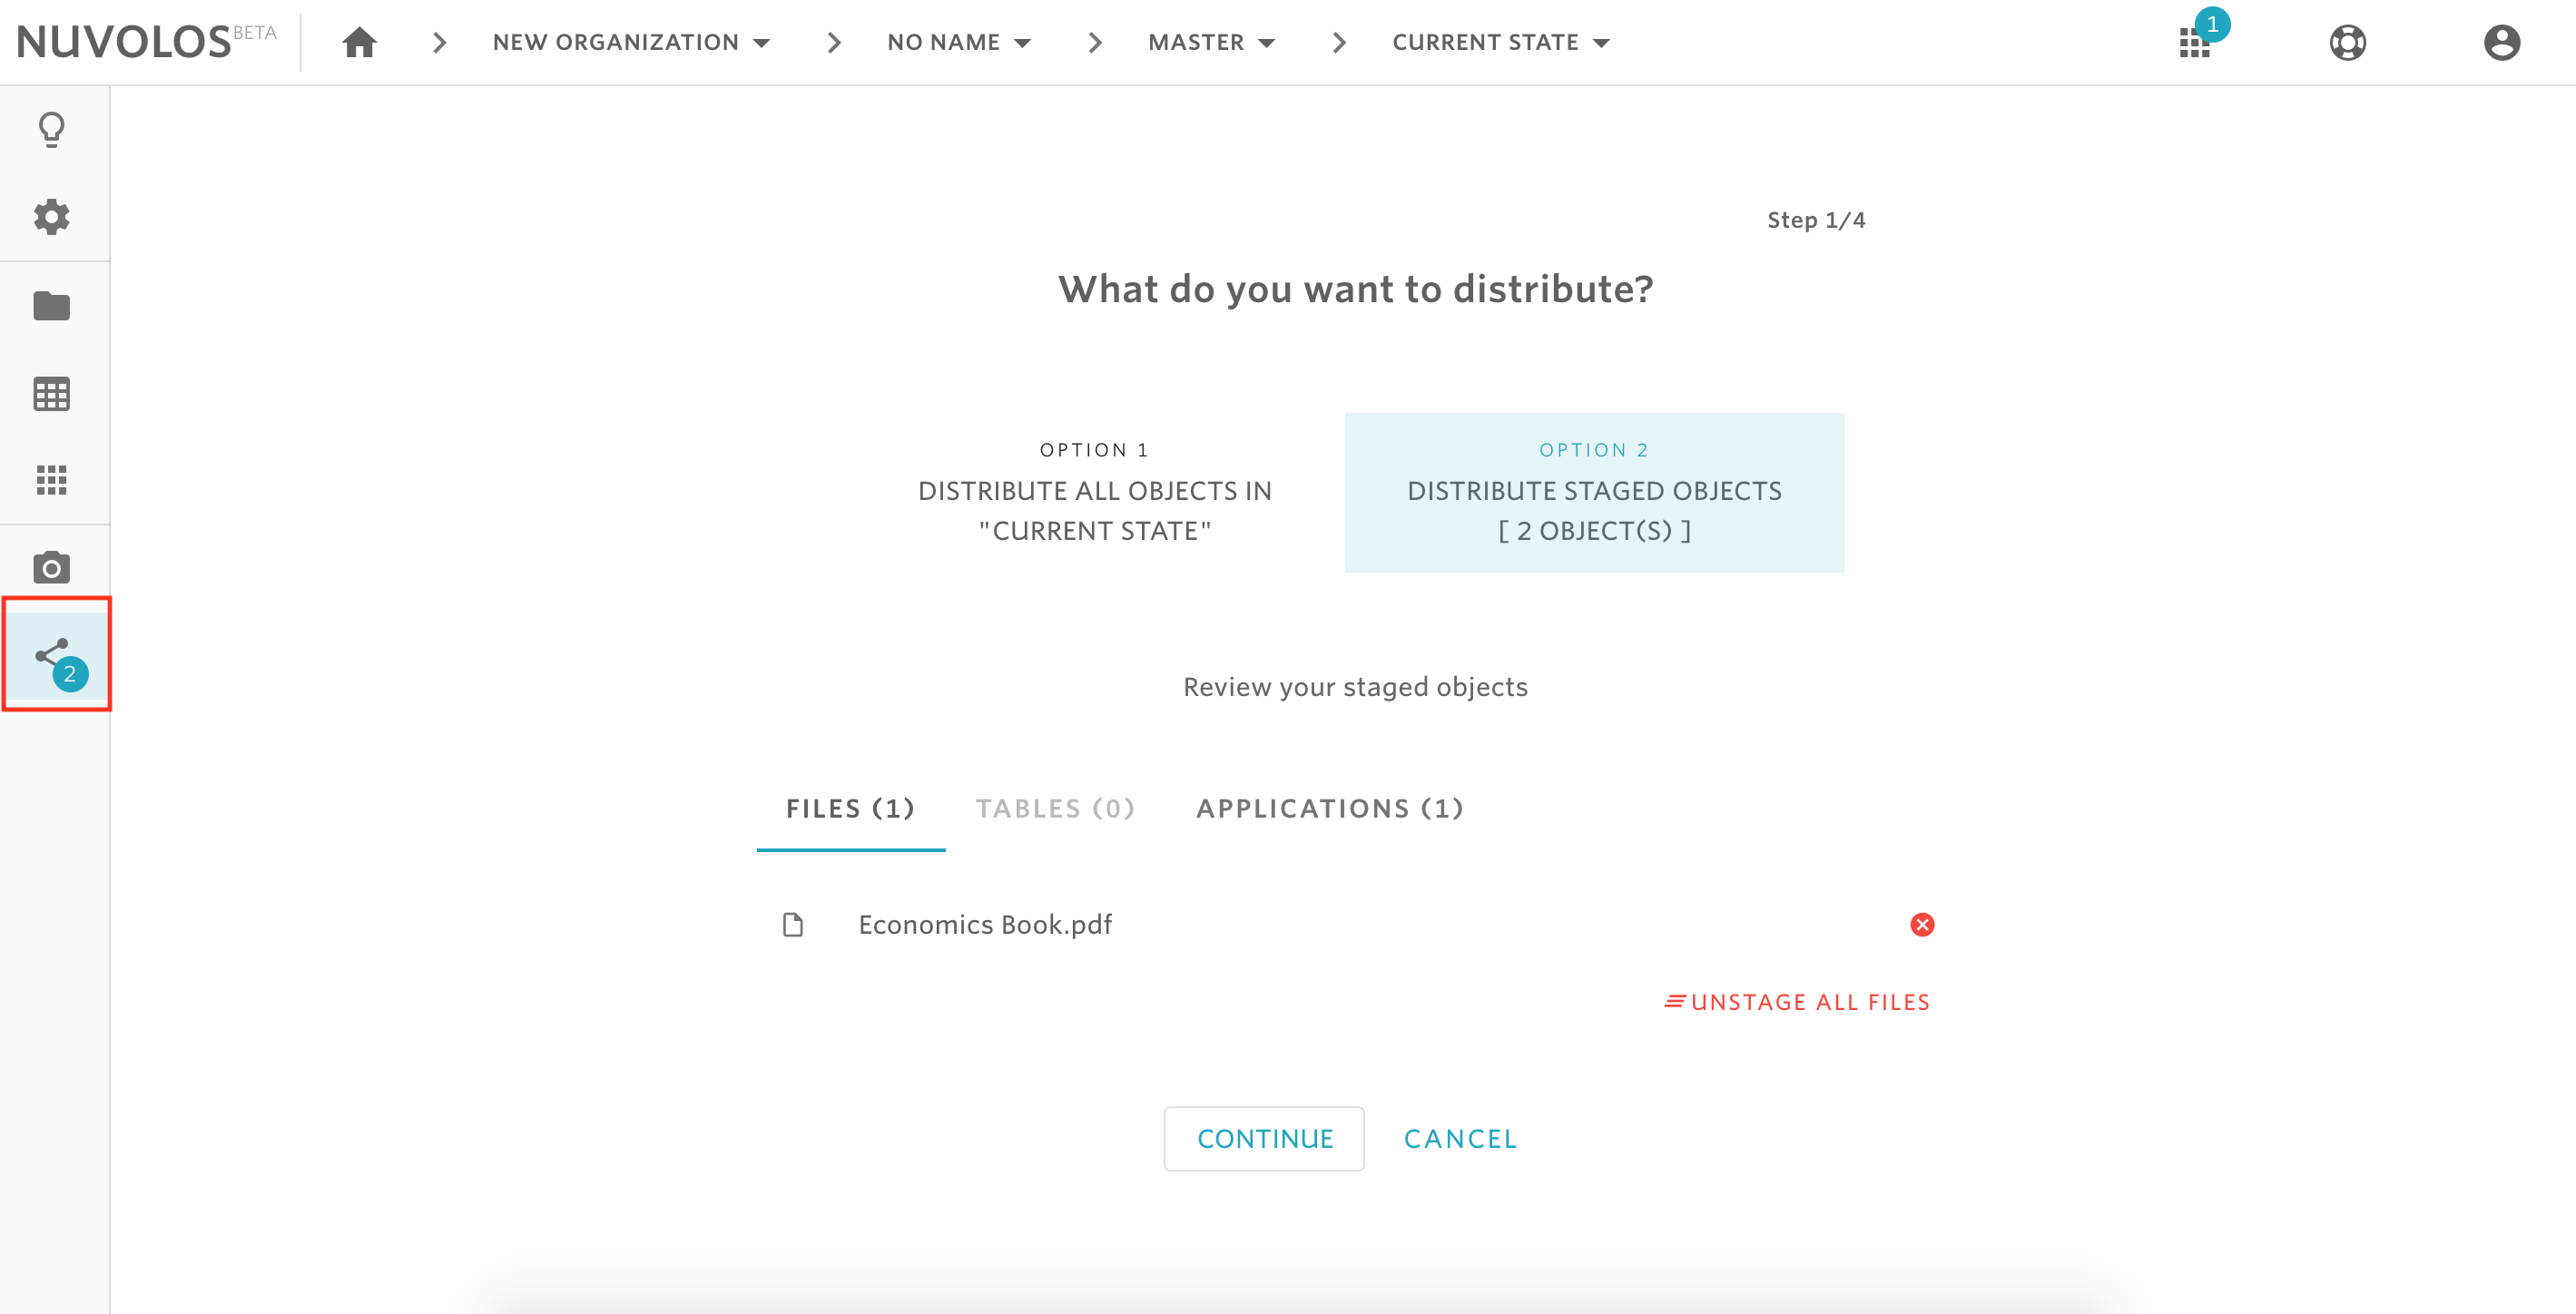 NUVOLOS BETA
NEW ORGANIZATION
NO NAME
MASTER
CURRENT STATE
1
Step 1/4
What do you want to distribute?
OPTION 1
DISTRIBUTE ALL OBJECTS IN
"CURRENT STATE"
OPTION 2
DISTRIBUTE STAGED OBJECTS
[ 2 OBJECT(S) ]
2
Review your staged objects
FILES (1)
TABLES (0)
APPLICATIONS (1)
Economics Book.pdf
UNSTAGE ALL FILES
CONTINUE
CANCEL